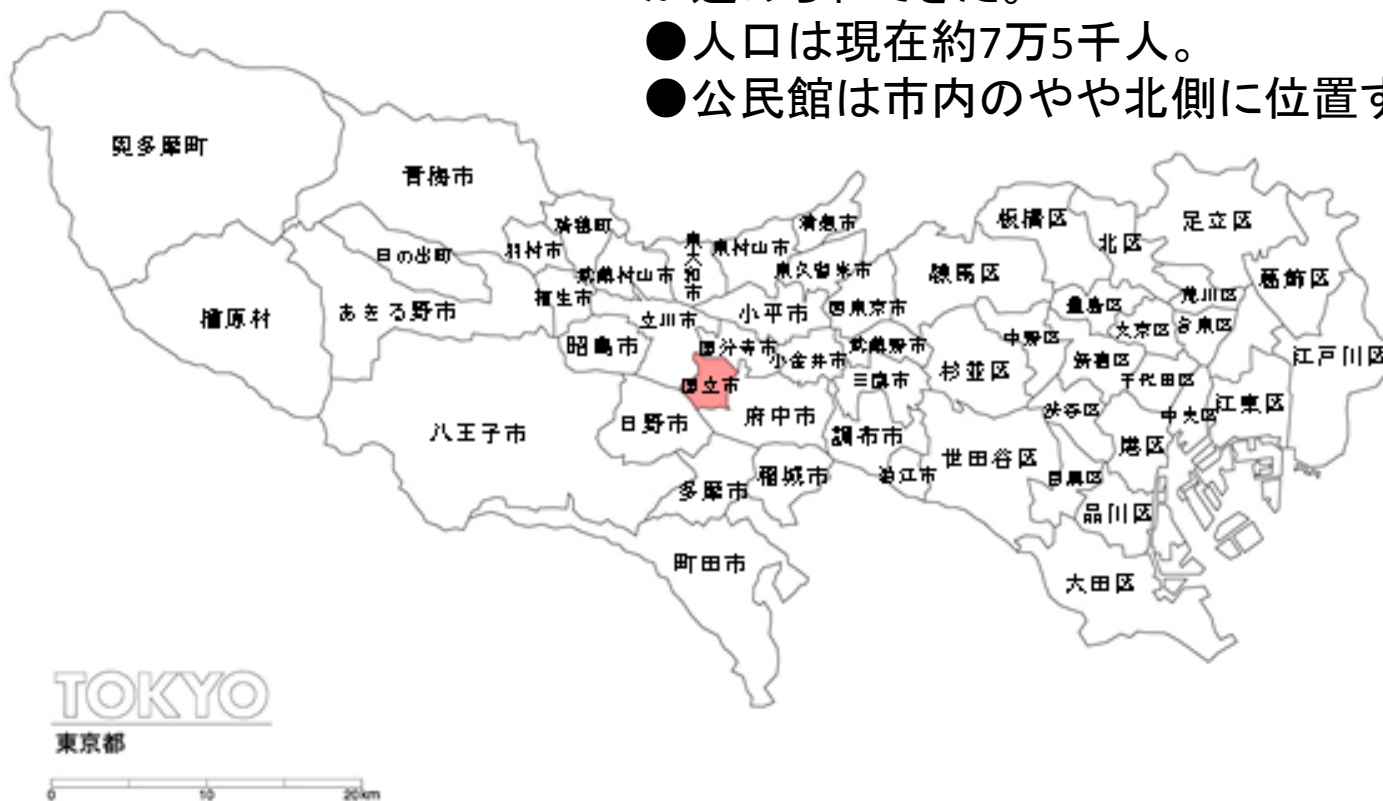 ●人口は現在約7万5千人。
●公民館は市内のやや北側に位置す
奥多摩町
青梅市
瑞穂町
清瀬市
板橋区
足立区
北区
羽村市
日の出町
東大和市
東村山市
武蔵村山市
東久留米市
練馬区
葛飾区
福生市
あきる野市
檜原村
立川市
小平市
西東京市
豊島区
荒川区
文京区
台東区
昭島市
国分寺市
小金井市
武蔵野市
中野区
新宿区
江戸川区
国立市
三鷹市
杉並区
千代田区
八王子市
日野市
府中市
渋谷区
中央区
江東区
調布市
世田谷区
港区
多摩市
稲城市
狛江市
目黒区
品川区
町田市
大田区
TOKYO
東京都
0 10 20km